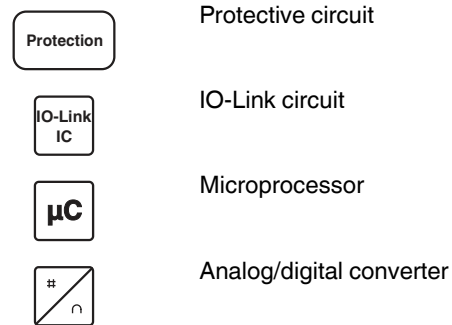 Protection
Protective circuit
IO-Link
IC
IO-Link circuit
µC
Microprocessor
#
∩
Analog/digital converter